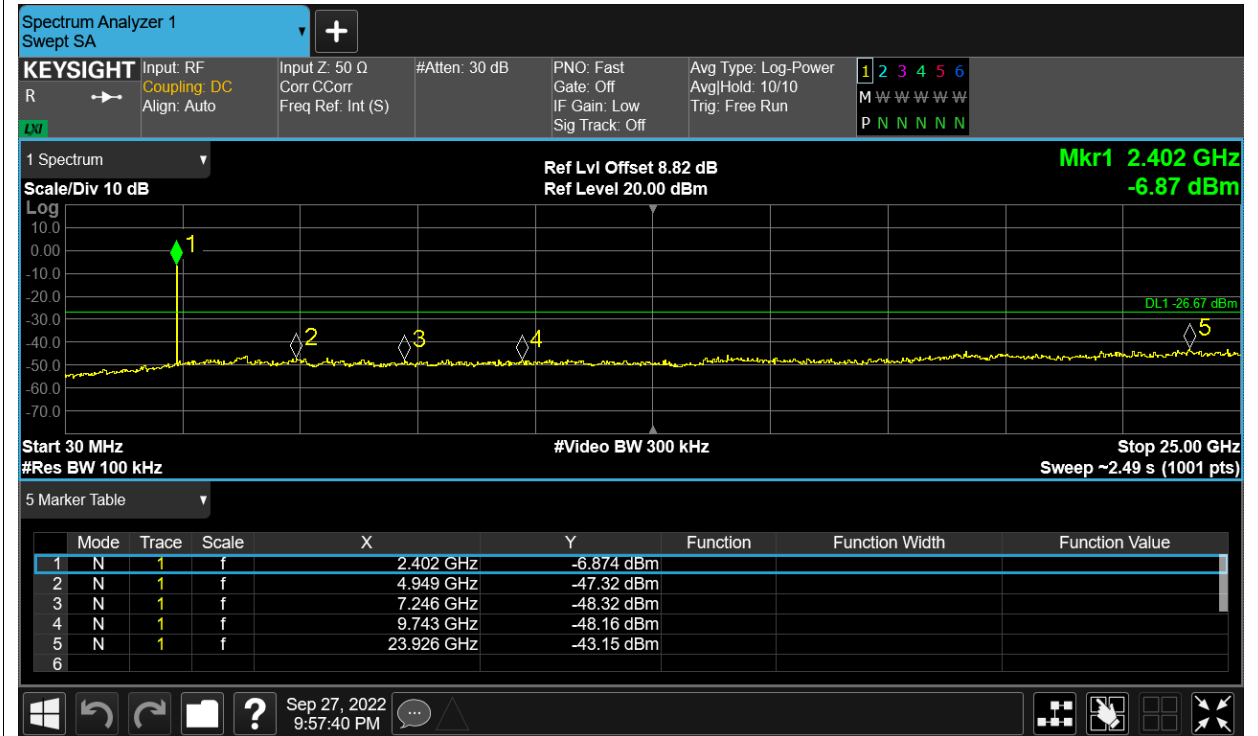 Spectrum Analyzer 1
Swept SA
KEYSIGHT
R
LXI
Input: RF
Coupling: DC
Align: Auto
Input Z: 50 Ω
Corr CCorr
Freq Ref: Int (S)
#Atten: 30 dB
PNO: Fast
Gate: Off
IF Gain: Low
Sig Track: Off
Avg Type: Log-Power
Avg|Hold: 10/10
Trig: Free Run
1 2 3 4 5 6
M W W W W W W
P N N N N N N
1 Spectrum
Scale/Div 10 dB
Ref Lvl Offset 8.82 dB
Ref Level 20.00 dBm
Mkr1 2.402 GHz
-6.87 dBm
Log
10.0
0.00
-10.0
-20.0
-30.0
-40.0
-50.0
-60.0
-70.0
1
2
3
4
5
DL1 -26.67 dBm
Start 30 MHz
#Video BW 300 kHz
Stop 25.00 GHz
#Res BW 100 kHz
Sweep ~2.49 s (1001 pts)
5 Marker Table
Mode Trace Scale X Y Function Function Width Function Value
1 N 1 f 2.402 GHz -6.874 dBm
2 N 1 f 4.949 GHz -47.32 dBm
3 N 1 f 7.246 GHz -48.32 dBm
4 N 1 f 9.743 GHz -48.16 dBm
5 N 1 f 23.926 GHz -43.15 dBm
6
?
Sep 27, 2022
9:57:40 PM